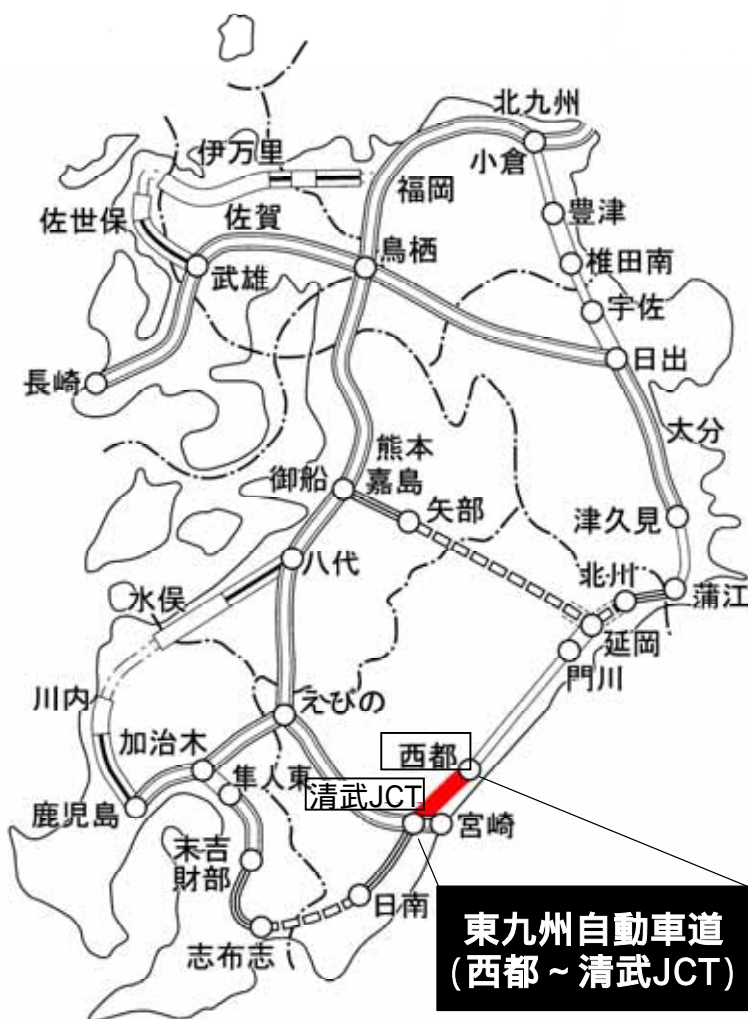 北九州
小倉
伊万里
福岡
佐世保
佐賀
豊津
武雄
鳥栖
椎田南
宇佐
日出
長崎
大分
熊本
御船
嘉島
矢部
津久見
八代
北川
蒲江
水俣
延岡
門川
川内
えびの
加治木
西都
隼人東
清武JCT
鹿児島
宮崎
末吉
財部
日南
志布志
東九州自動車道
(西都~清武JCT)